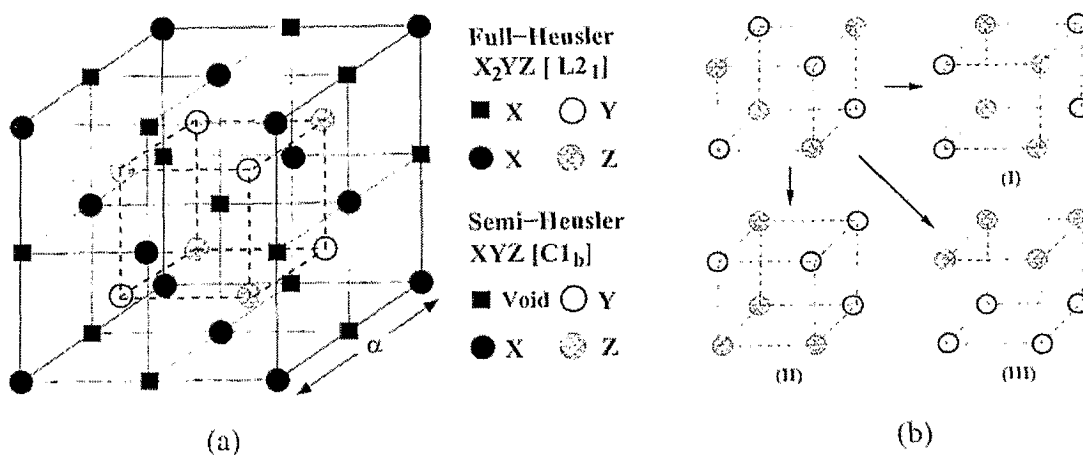 Full–Heusler
X₂YZ [ L2₁]
X Y
X Z
Semi–Heusler
XYZ [C1b]
Void Y
X Z
α
(a)
(I)
(II)
(III)
(b)